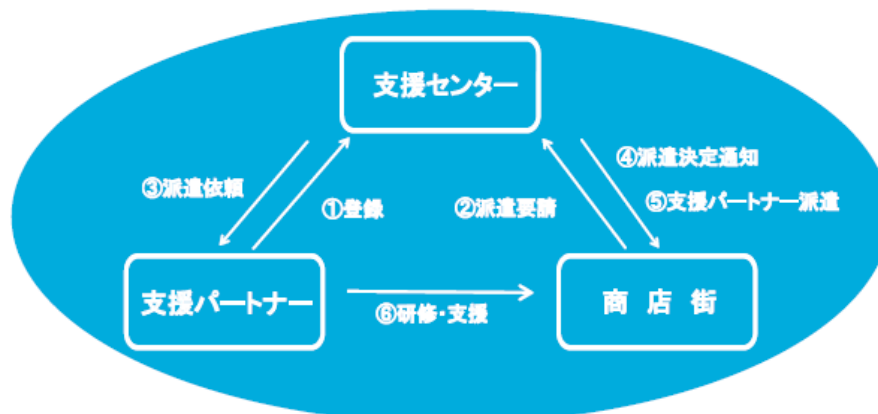 支援センター
④派遣決定通知
③派遣依頼
⑤支援パートナー派遣
①登録
②派遣要請
支援パートナー
商 店 街
⑥研修・支援